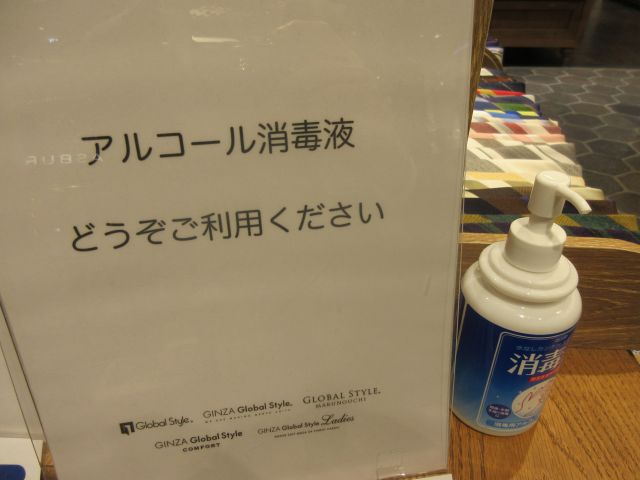 アルコール消毒液
どうぞご利用ください
Global Style.
GINZA Global Style.
GLOBAL STYLE.
MARUNOUCHI
GINZA Global Style
COMFORT
GINZA Global Style Ladies
消毒